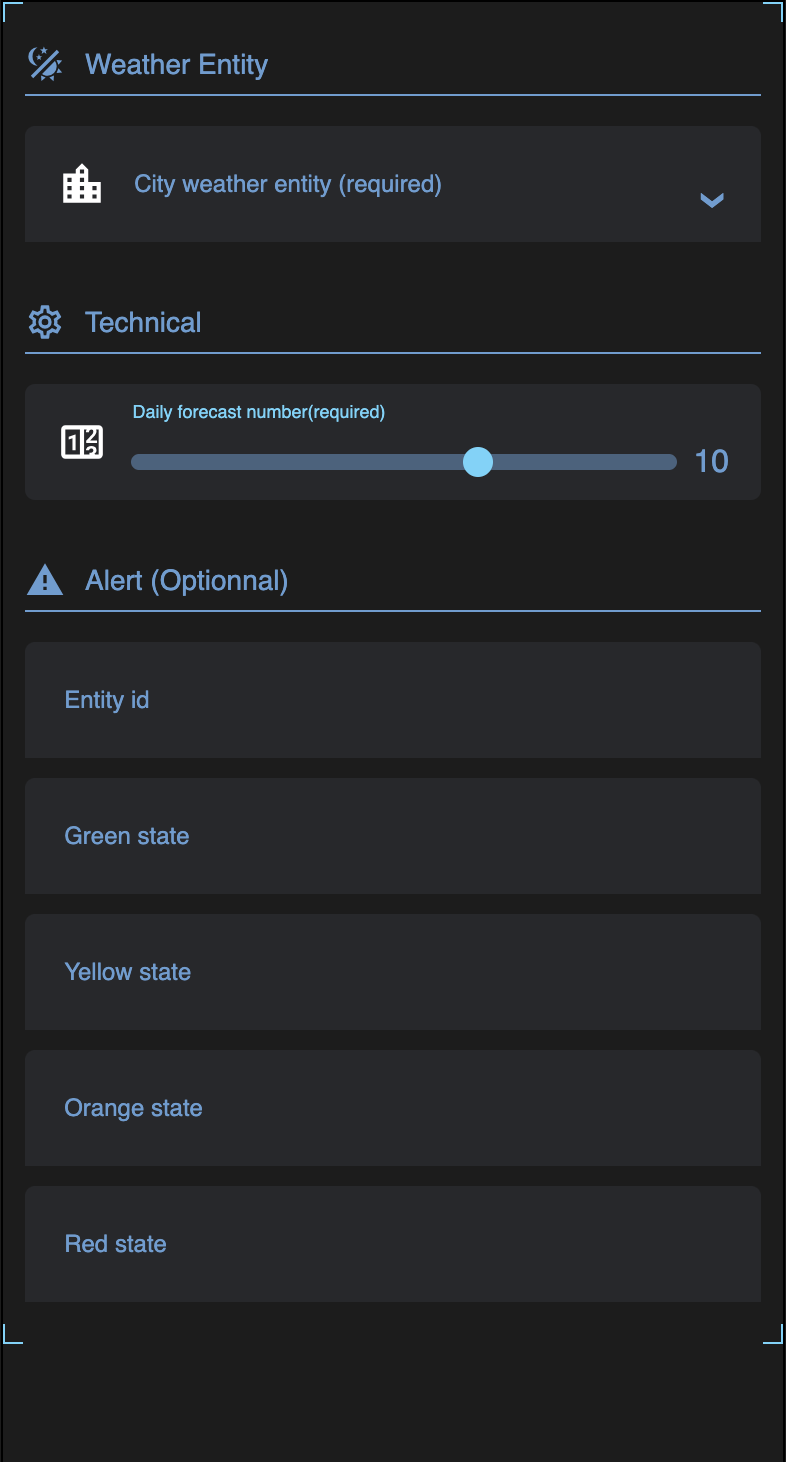 Weather Entity
City weather entity (required)
Technical
Daily forecast number(required)
10
Alert (Optionnal)
Entity id
Green state
Yellow state
Orange state
Red state